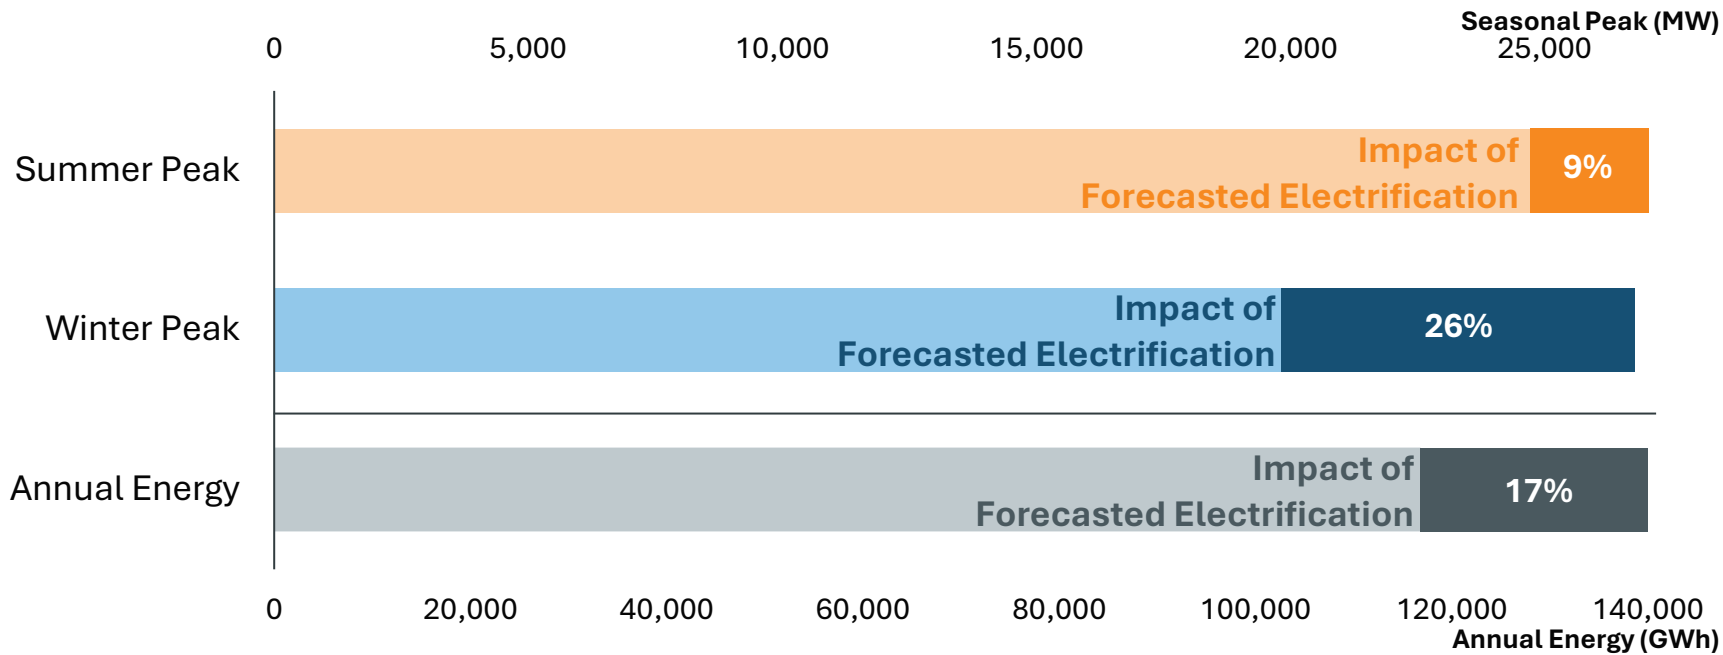 Seasonal Peak (MW)
0 5,000 10,000 15,000 20,000 25,000
Summer Peak
Impact of
Forecasted Electrification
9%
Winter Peak
Impact of
Forecasted Electrification
26%
Annual Energy
Impact of
Forecasted Electrification
17%
0 20,000 40,000 60,000 80,000 100,000 120,000 140,000
Annual Energy (GWh)